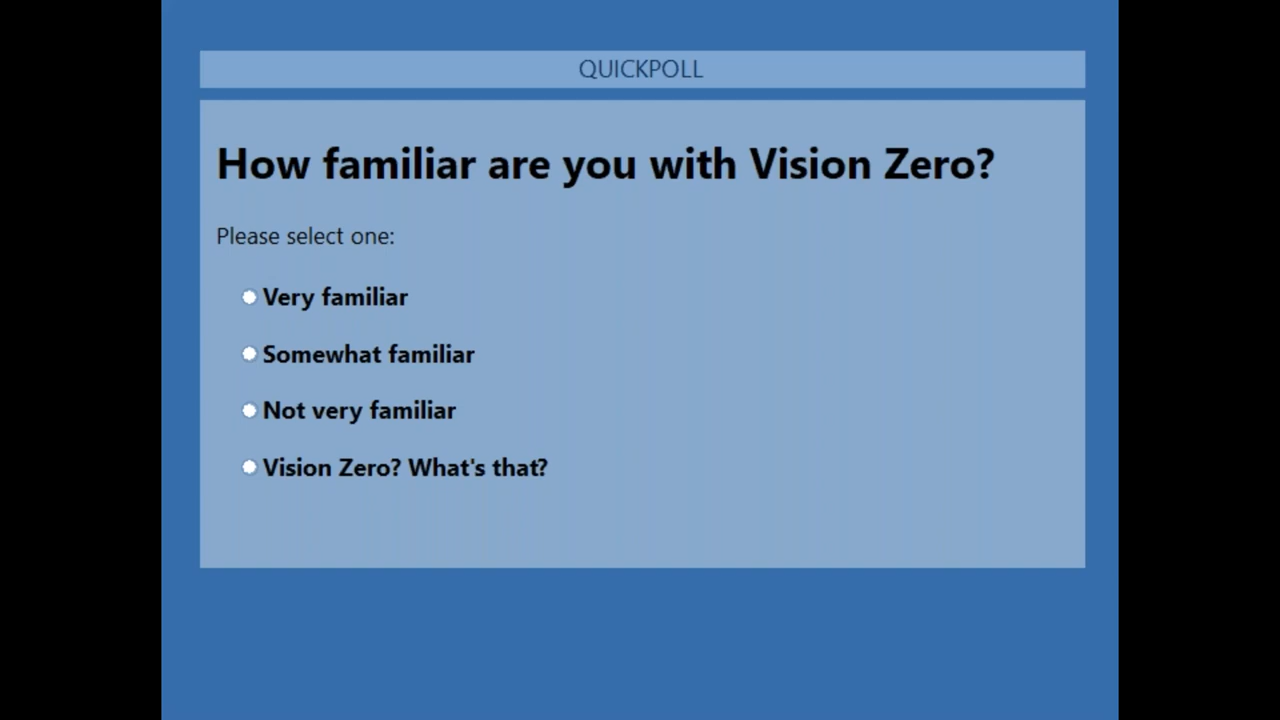 QUICKPOLL
How familiar are you with Vision Zero?
Please select one:
Very familiar
Somewhat familiar
Not very familiar
Vision Zero? What's that?